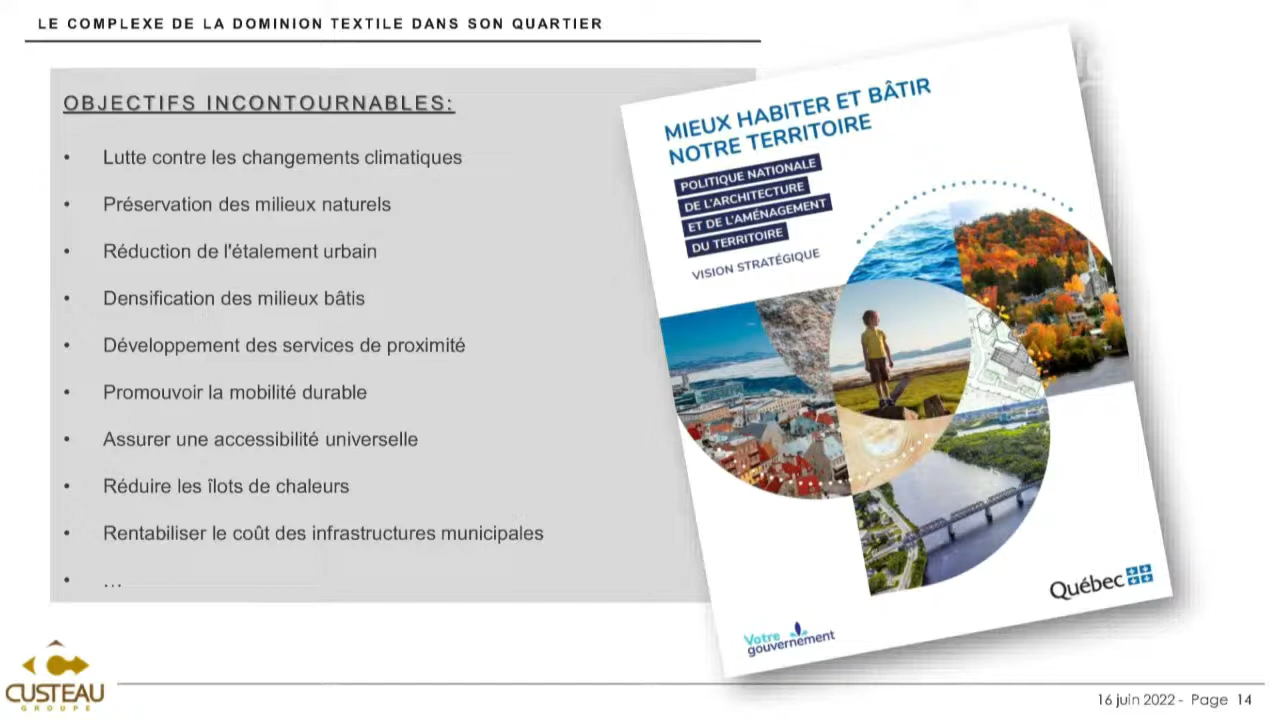 LE COMPLEXE DE LA DOMINION TEXTILE DANS SON QUARTIER
OBJECTIFS INCONTOURNABLES:
• Lutte contre les changements climatiques
• Préservation des milieux naturels
• Réduction de l'étalement urbain
• Densification des milieux bâtis
• Développement des services de proximité
• Promouvoir la mobilité durable
• Assurer une accessibilité universelle
• Réduire les îlots de chaleurs
• Rentabiliser le coût des infrastructures municipales
• …
MIEUX HABITER ET BÂTIR
NOTRE TERRITOIRE
POLITIQUE NATIONALE
DE L'ARCHITECTURE
ET DE L'AMÉNAGEMENT
DU TERRITOIRE
VISION STRATÉGIQUE
Québec
Votre
gouvernement
CUSTEAU
GROUPE
16 juin 2022 - Page 14